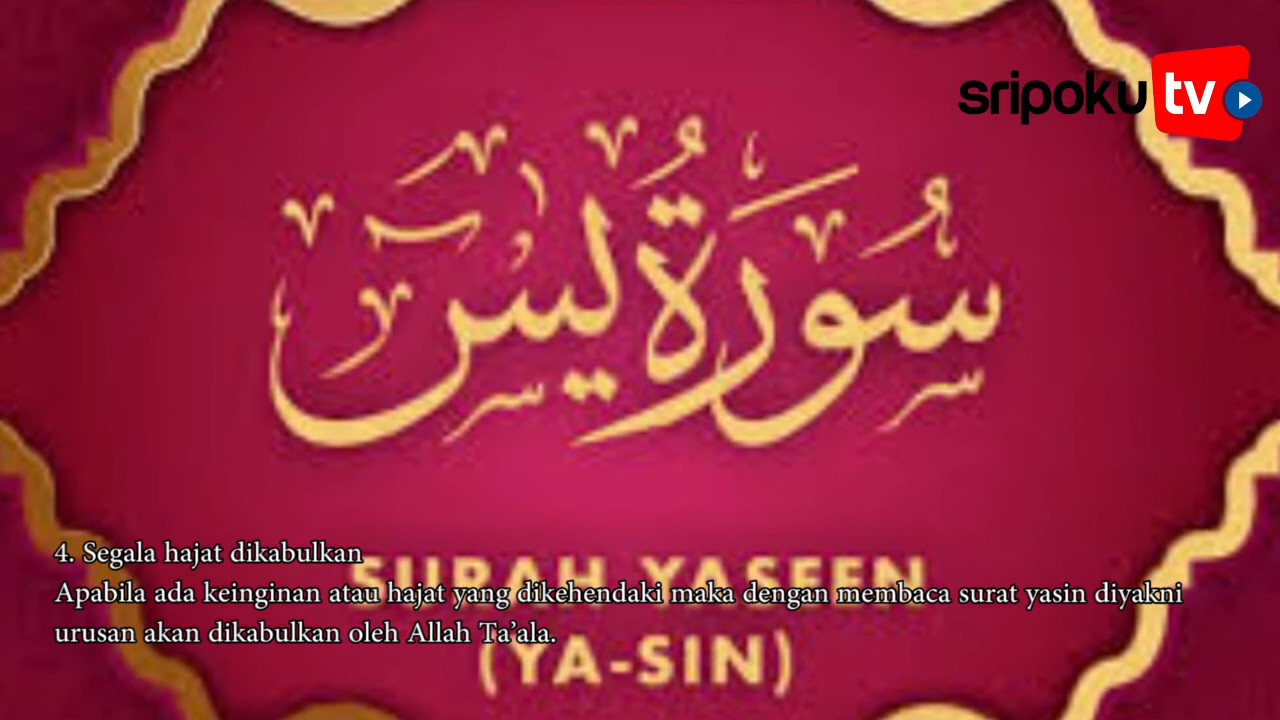 sripoku tv
سُورَةُ يٰسٓ
4. Segala hajat dikabulkan
SURAH YASEEN
Apabila ada keinginan atau hajat yang dikehendaki maka dengan membaca surat yasin diyakni
urusan akan dikabulkan oleh Allah Ta’ala.
(YA-SIN)